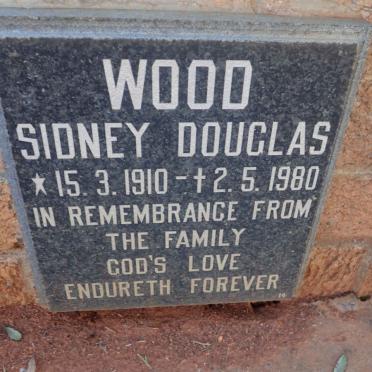 WOOD
SIDNEY DOUGLAS
★ 15. 3. 1910 - ✝ 2. 5. 1980
IN REMEMBRANCE FROM
THE FAMILY
GOD'S LOVE
ENDURETH FOREVER